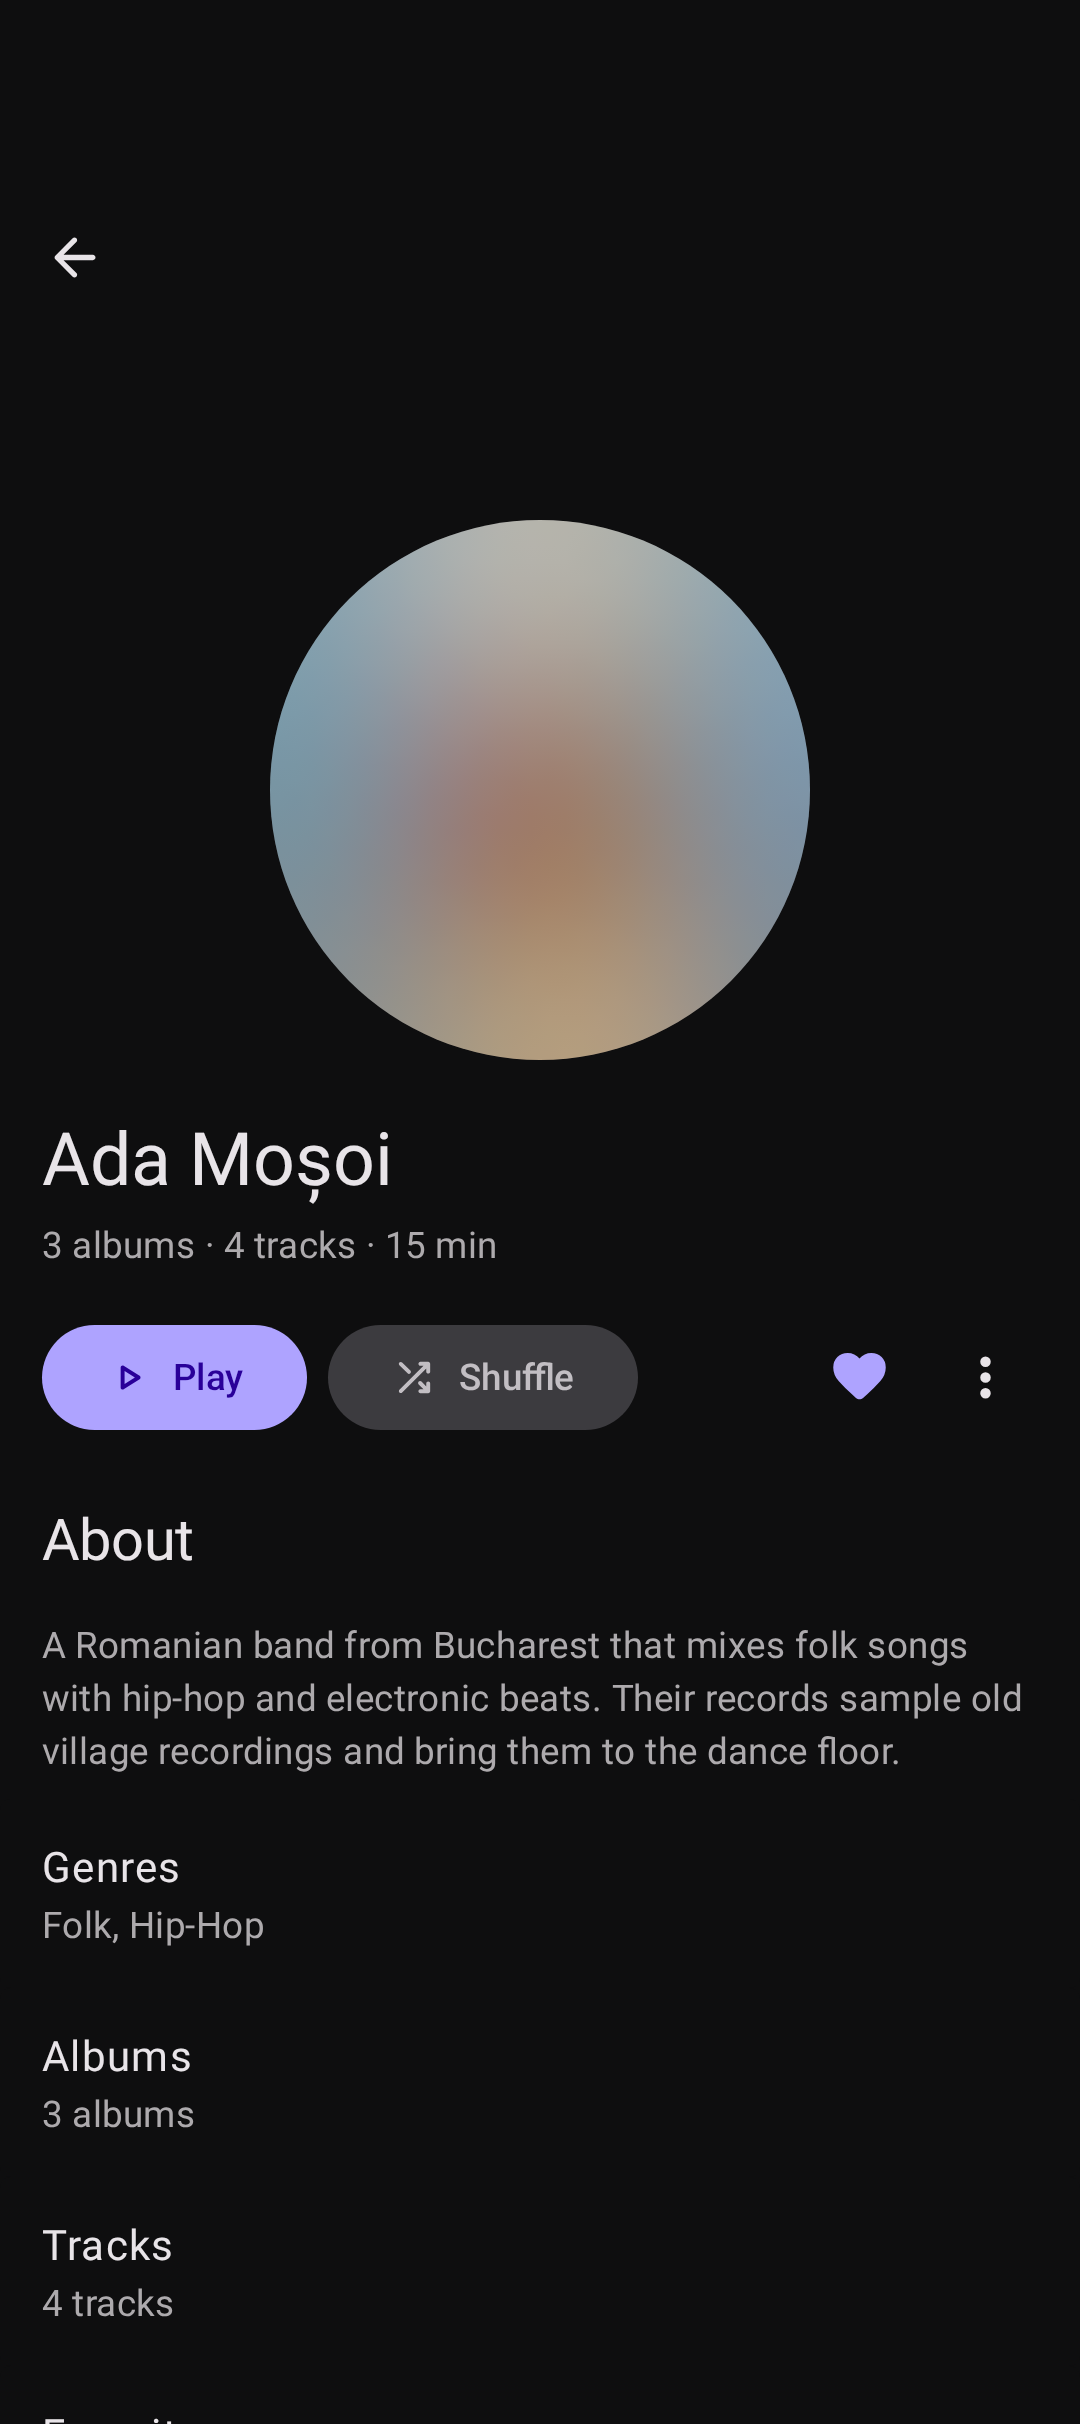 Ada Moșoi
3 albums · 4 tracks · 15 min
Play
Shuffle
About
A Romanian band from Bucharest that mixes folk songs
with hip-hop and electronic beats. Their records sample old
village recordings and bring them to the dance floor.
Genres
Folk, Hip-Hop
Albums
3 albums
Tracks
4 tracks